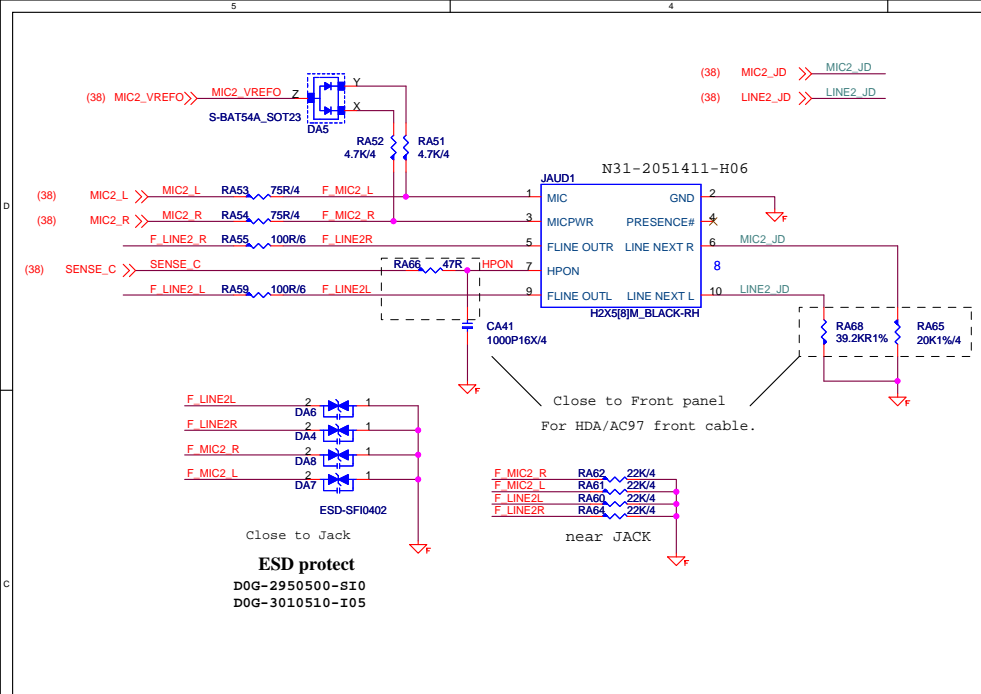 5
4
(38) MIC2_VREFO MIC2_VREFO Z
Y
X
S-BAT54A_SOT23
DA5
RA52
4.7K/4
RA51
4.7K/4
(38) MIC2_JD MIC2_JD
(38) LINE2_JD LINE2_JD
N31-2051411-H06
JAUD1
D
(38) MIC2_L MIC2_L RA53 75R/4 F_MIC2_L 1 MIC GND 2
F
(38) MIC2_R MIC2_R RA54 75R/4 F_MIC2_R 3 MICPWR PRESENCE# 4
F_LINE2_R RA55 100R/6 F_LINE2R 5 FLINE OUTR LINE NEXT R 6 MIC2_JD
(38) SENSE_C SENSE_C RA66 47R HPON 7 HPON 8
F_LINE2_L RA59 100R/6 F_LINE2L 9 FLINE OUTL LINE NEXT L 10 LINE2_JD
H2X5[8]M_BLACK-RH
CA41
1000P16X/4
F
RA68
39.2KR1%
RA65
20K1%/4
F
Close to Front panel
For HDA/AC97 front cable.
F_LINE2L 2 1
DA6
F_LINE2R 2 1
DA4
F_MIC2_R 2 1
DA8
F_MIC2_L 2 1
DA7
ESD-SFI0402
F
Close to Jack
ESD protect
D0G-2950500-SI0
D0G-3010510-I05
F_MIC2_R RA62 22K/4
F_MIC2_L RA61 22K/4
F_LINE2L RA60 22K/4
F_LINE2R RA64 22K/4
near JACK
F
C